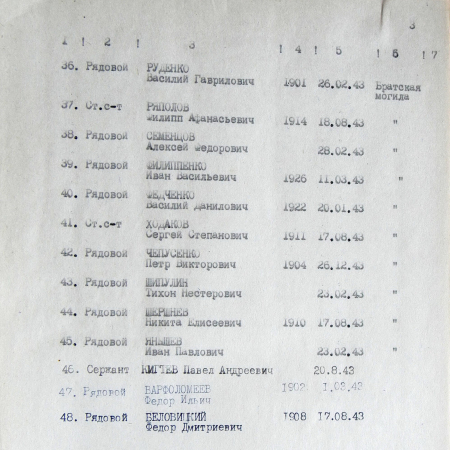 3
1 ! 2 ! 3 ! 4 ! 5 ! 6 !7
36. Рядовой РУДЕНКО
Василий Гаврилович 1901 26.02.43 Братская
могила
37. Ст.с-т РЯПОЛОВ
Филипп Афанасьевич 1914 18.08.43 "
38. Рядовой СЕМЕНЦОВ
Алексей Федорович 28.02.43 "
39. Рядовой ФИЛИППЕНКО
Иван Васильевич 1926 11.03.43 "
40. Рядовой ФЕДЧЕНКО
Василий Данилович 1922 20.01.43 "
41. Ст.с-т ХОДАКОВ
Сергей Степанович 1911 17.08.43 "
42. Рядовой ЧЕПУСЕНКО
Петр Викторович 1904 26.12.43 "
43. Рядовой ШИПУЛИН
Тихон Нестерович 23.02.43 "
44. Рядовой ШЕРШНЕВ
Никита Елисеевич 1910 17.08.43 "
45. Рядовой ЯНЫШЕВ
Иван Павлович 23.02.43 "
46. Сержант Павел Андреевич 20.8.43
47. Рядовой ВАРФОЛОМЕЕВ 1902 1.03.43
Федор Ильич
48. Рядовой БЕЛОВИЦКИЙ 1908 17.08.43
Федор Дмитриевич